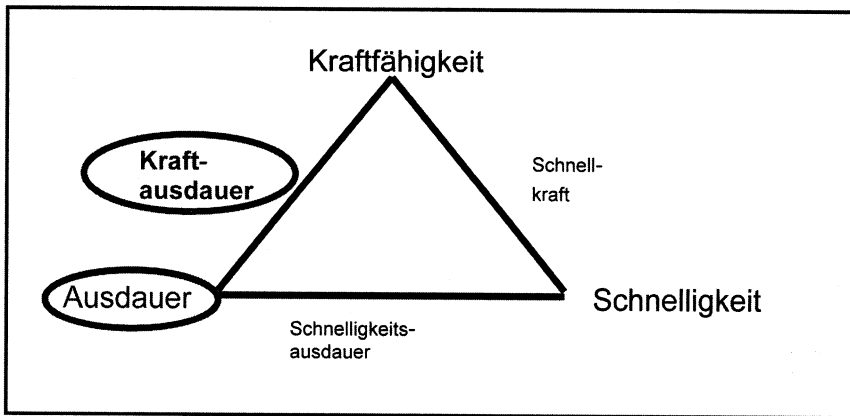 Kraftfähigkeit
Kraft-
ausdauer
Schnell-
kraft
Ausdauer
Schnelligkeit
Schnelligkeits-
ausdauer